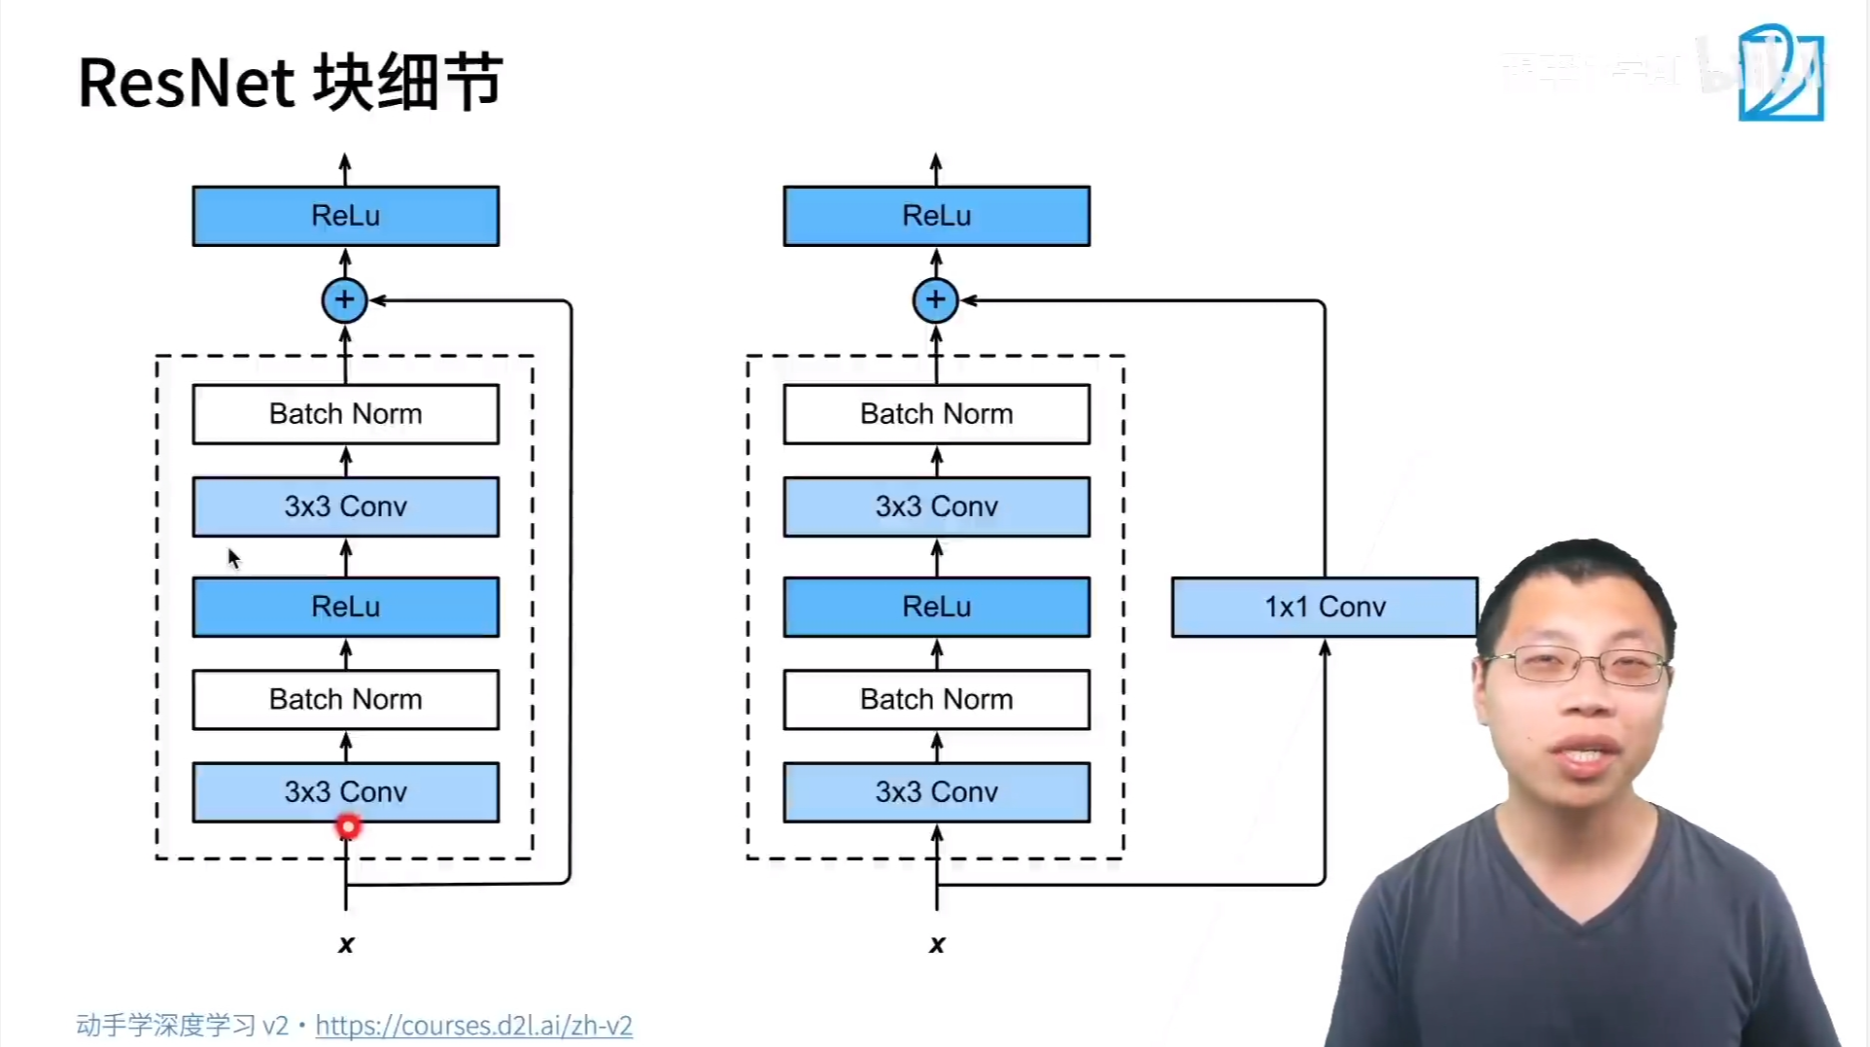 ResNet 块细节
ReLu
+
Batch Norm
3x3 Conv
ReLu
Batch Norm
3x3 Conv
x
ReLu
+
Batch Norm
3x3 Conv
ReLu
Batch Norm
3x3 Conv
x
1x1 Conv
动手学深度学习 v2・https://courses.d2l.ai/zh-v2